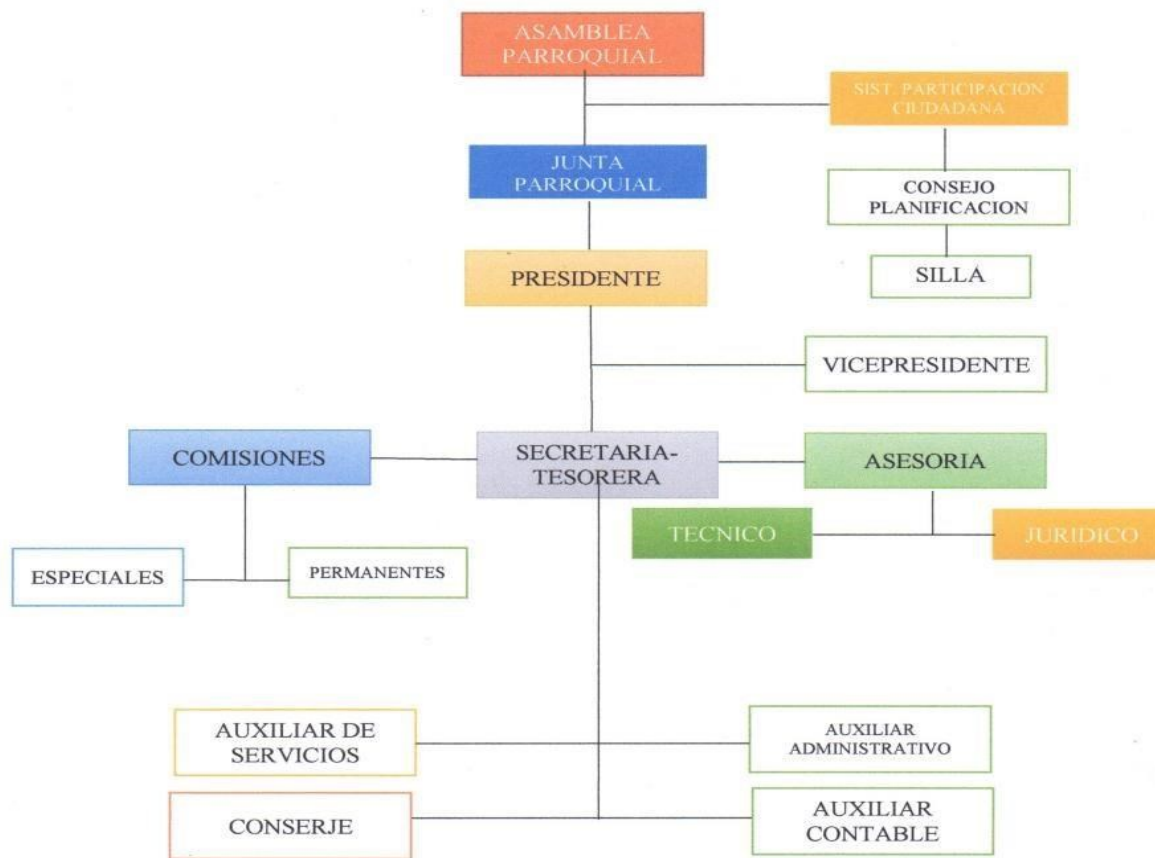 ASAMBLEA
PARROQUIAL
SIST. PARTICIPACION
CIUDADANA
JUNTA
PARROQUIAL
CONSEJO
PLANIFICACION
PRESIDENTE
SILLA
VICEPRESIDENTE
COMISIONES
SECRETARIA-
TESORERA
ASESORIA
TECNICO
JURIDICO
ESPECIALES
PERMANENTES
AUXILIAR DE
SERVICIOS
AUXILIAR
ADMINISTRATIVO
CONSERJE
AUXILIAR
CONTABLE